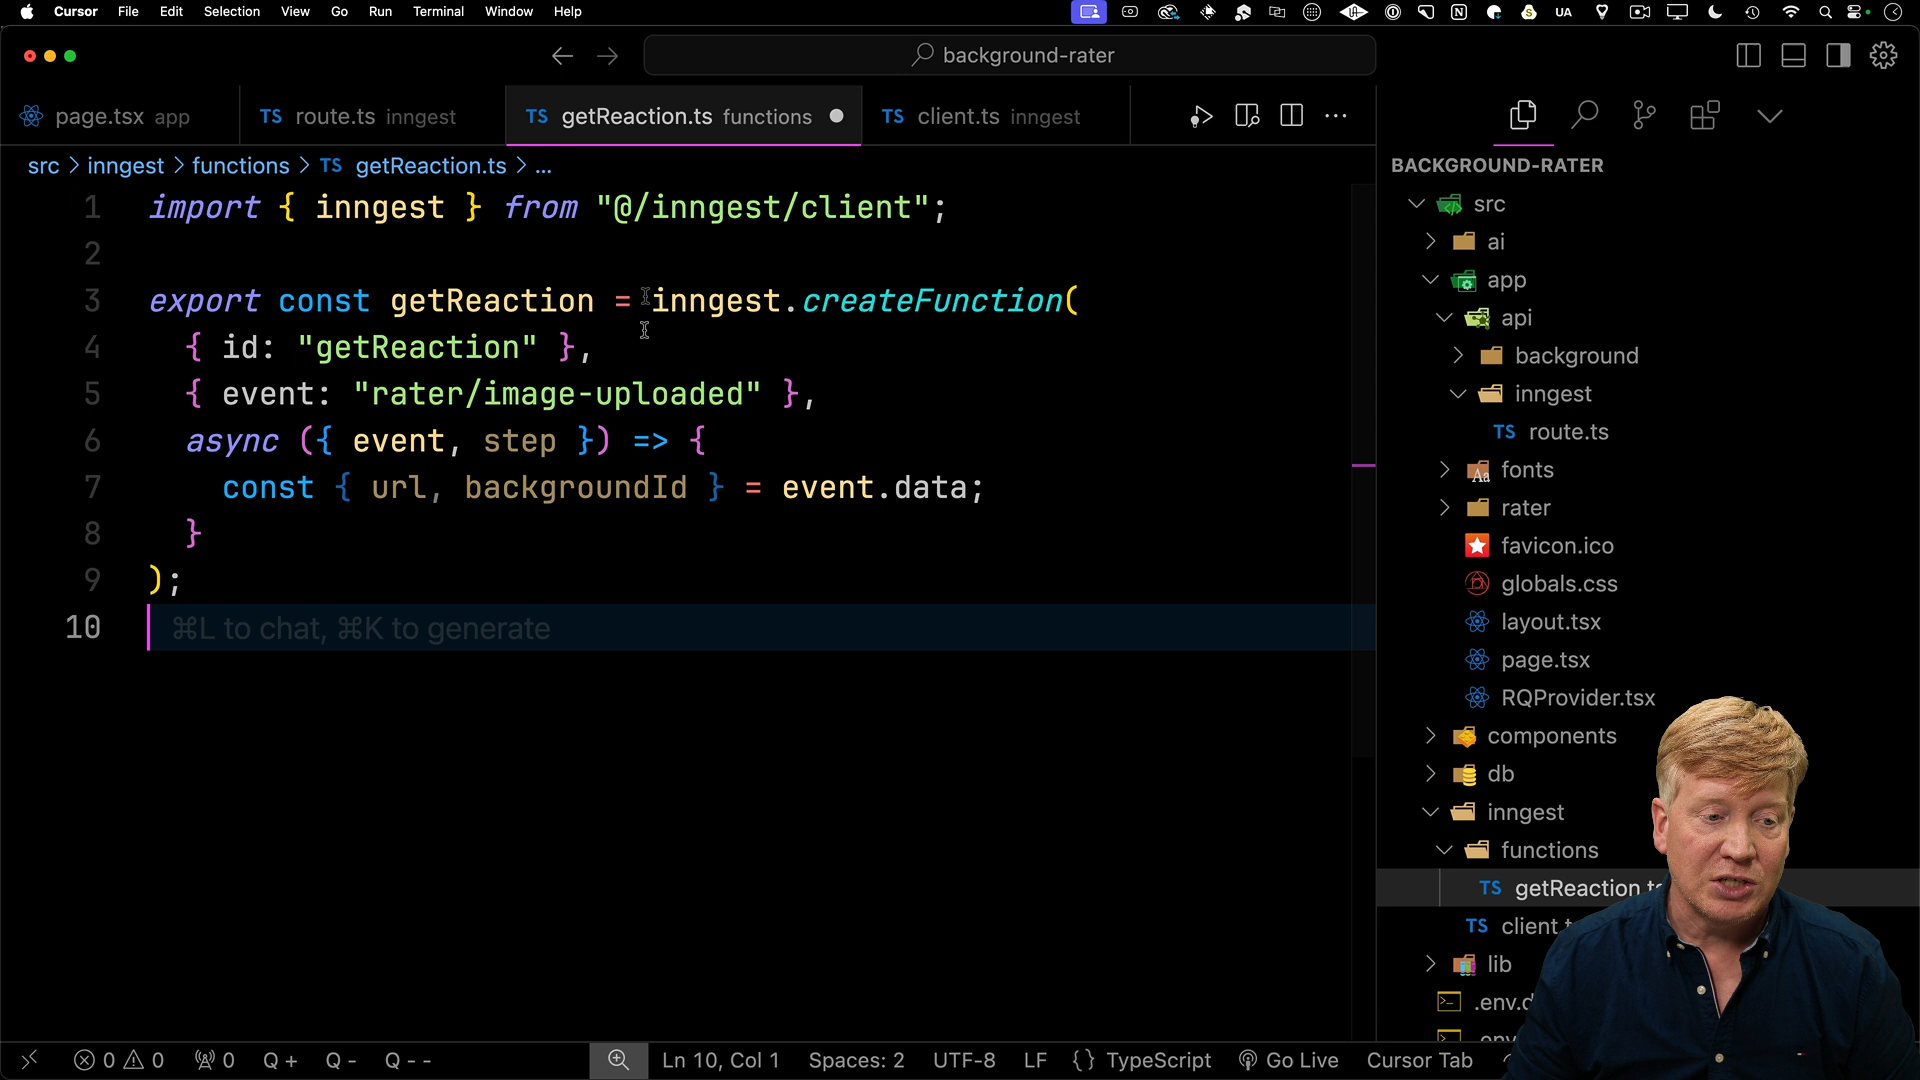 Cursor File Edit Selection View Go Run Terminal Window Help
UA
background-rater
page.tsx app
TS route.ts inngest
TS getReaction.ts functions
TS client.ts inngest
src > inngest > functions > TS getReaction.ts > ...
1 import { inngest } from "@/inngest/client";
2
3 export const getReaction = inngest.createFunction(
4 { id: "getReaction" },
5 { event: "rater/image-uploaded" },
6 async ({ event, step }) => {
7 const { url, backgroundId } = event.data;
8 }
9 );
10 ⌘L to chat, ⌘K to generate
BACKGROUND-RATER
src
ai
app
api
background
inngest
TS route.ts
fonts
rater
favicon.ico
globals.css
layout.tsx
page.tsx
RQProvider.tsx
components
db
inngest
functions
TS getReaction
TS client
lib
0 0 0 Q + Q - Q - - Ln 10, Col 1 Spaces: 2 UTF-8 LF {} TypeScript Go Live Cursor Tab